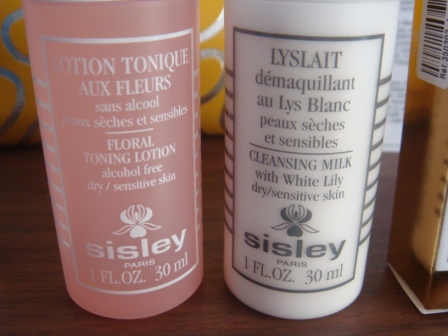 LOTION TONIQUE
AUX FLEURS
sans alcool
peaux sèches et sensibles
FLORAL
TONING LOTION
alcohol free
dry / sensitive skin
sisley
PARIS
1 FL.OZ. 30 ml
LYSLAIT
démaquillant
au Lys Blanc
peaux sèches
et sensibles
CLEANSING MILK
with White Lily
dry/sensitive skin
sisley
PARIS
1 FL.OZ. 30 ml